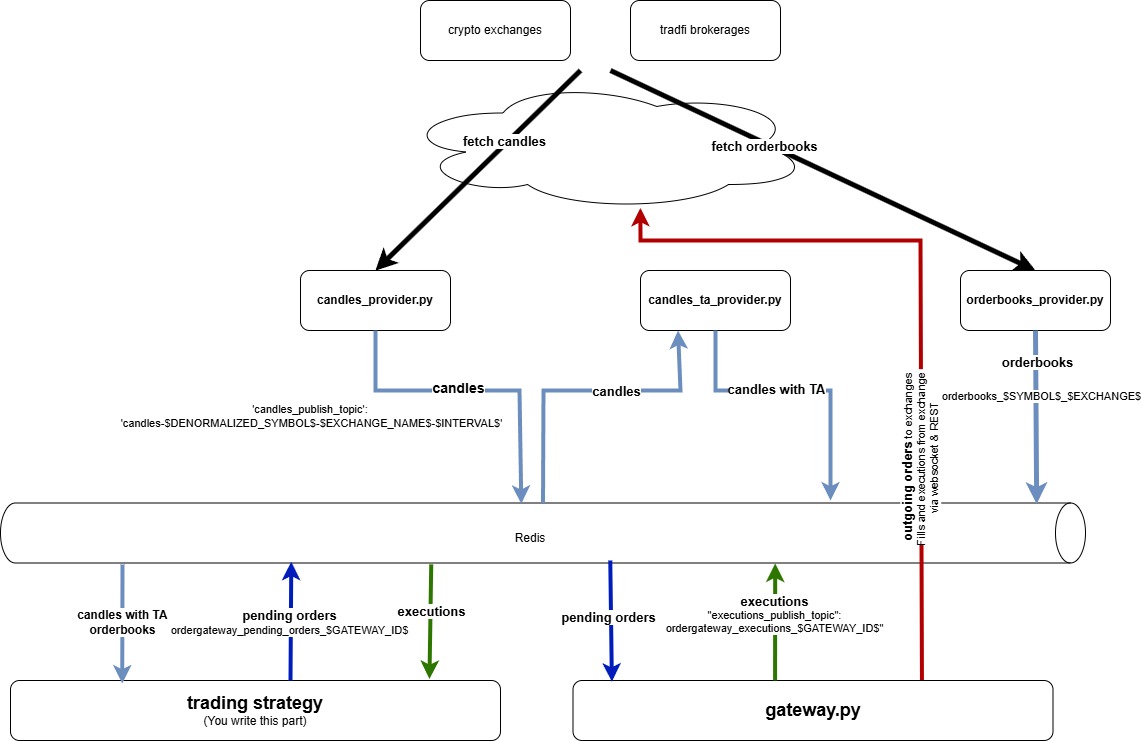 crypto exchanges
tradfi brokerages
fetch candles
fetch orderbooks
candles_provider.py
candles_ta_provider.py
orderbooks_provider.py
candles
candles
candles with TA
orderbooks
'candles_publish_topic':
'candles-$DENORMALIZED_SYMBOL$-$EXCHANGE_NAME$-$INTERVAL$'
orderbooks_$SYMBOL$_$EXCHANGE$
outgoing orders to exchanges
Fills and executions from exchange
via websocket & REST
Redis
candles with TA
orderbooks
pending orders
ordergateway_pending_orders_$GATEWAY_ID$
executions
pending orders
executions
"executions_publish_topic":
ordergateway_executions_$GATEWAY_ID$"
trading strategy
(You write this part)
gateway.py